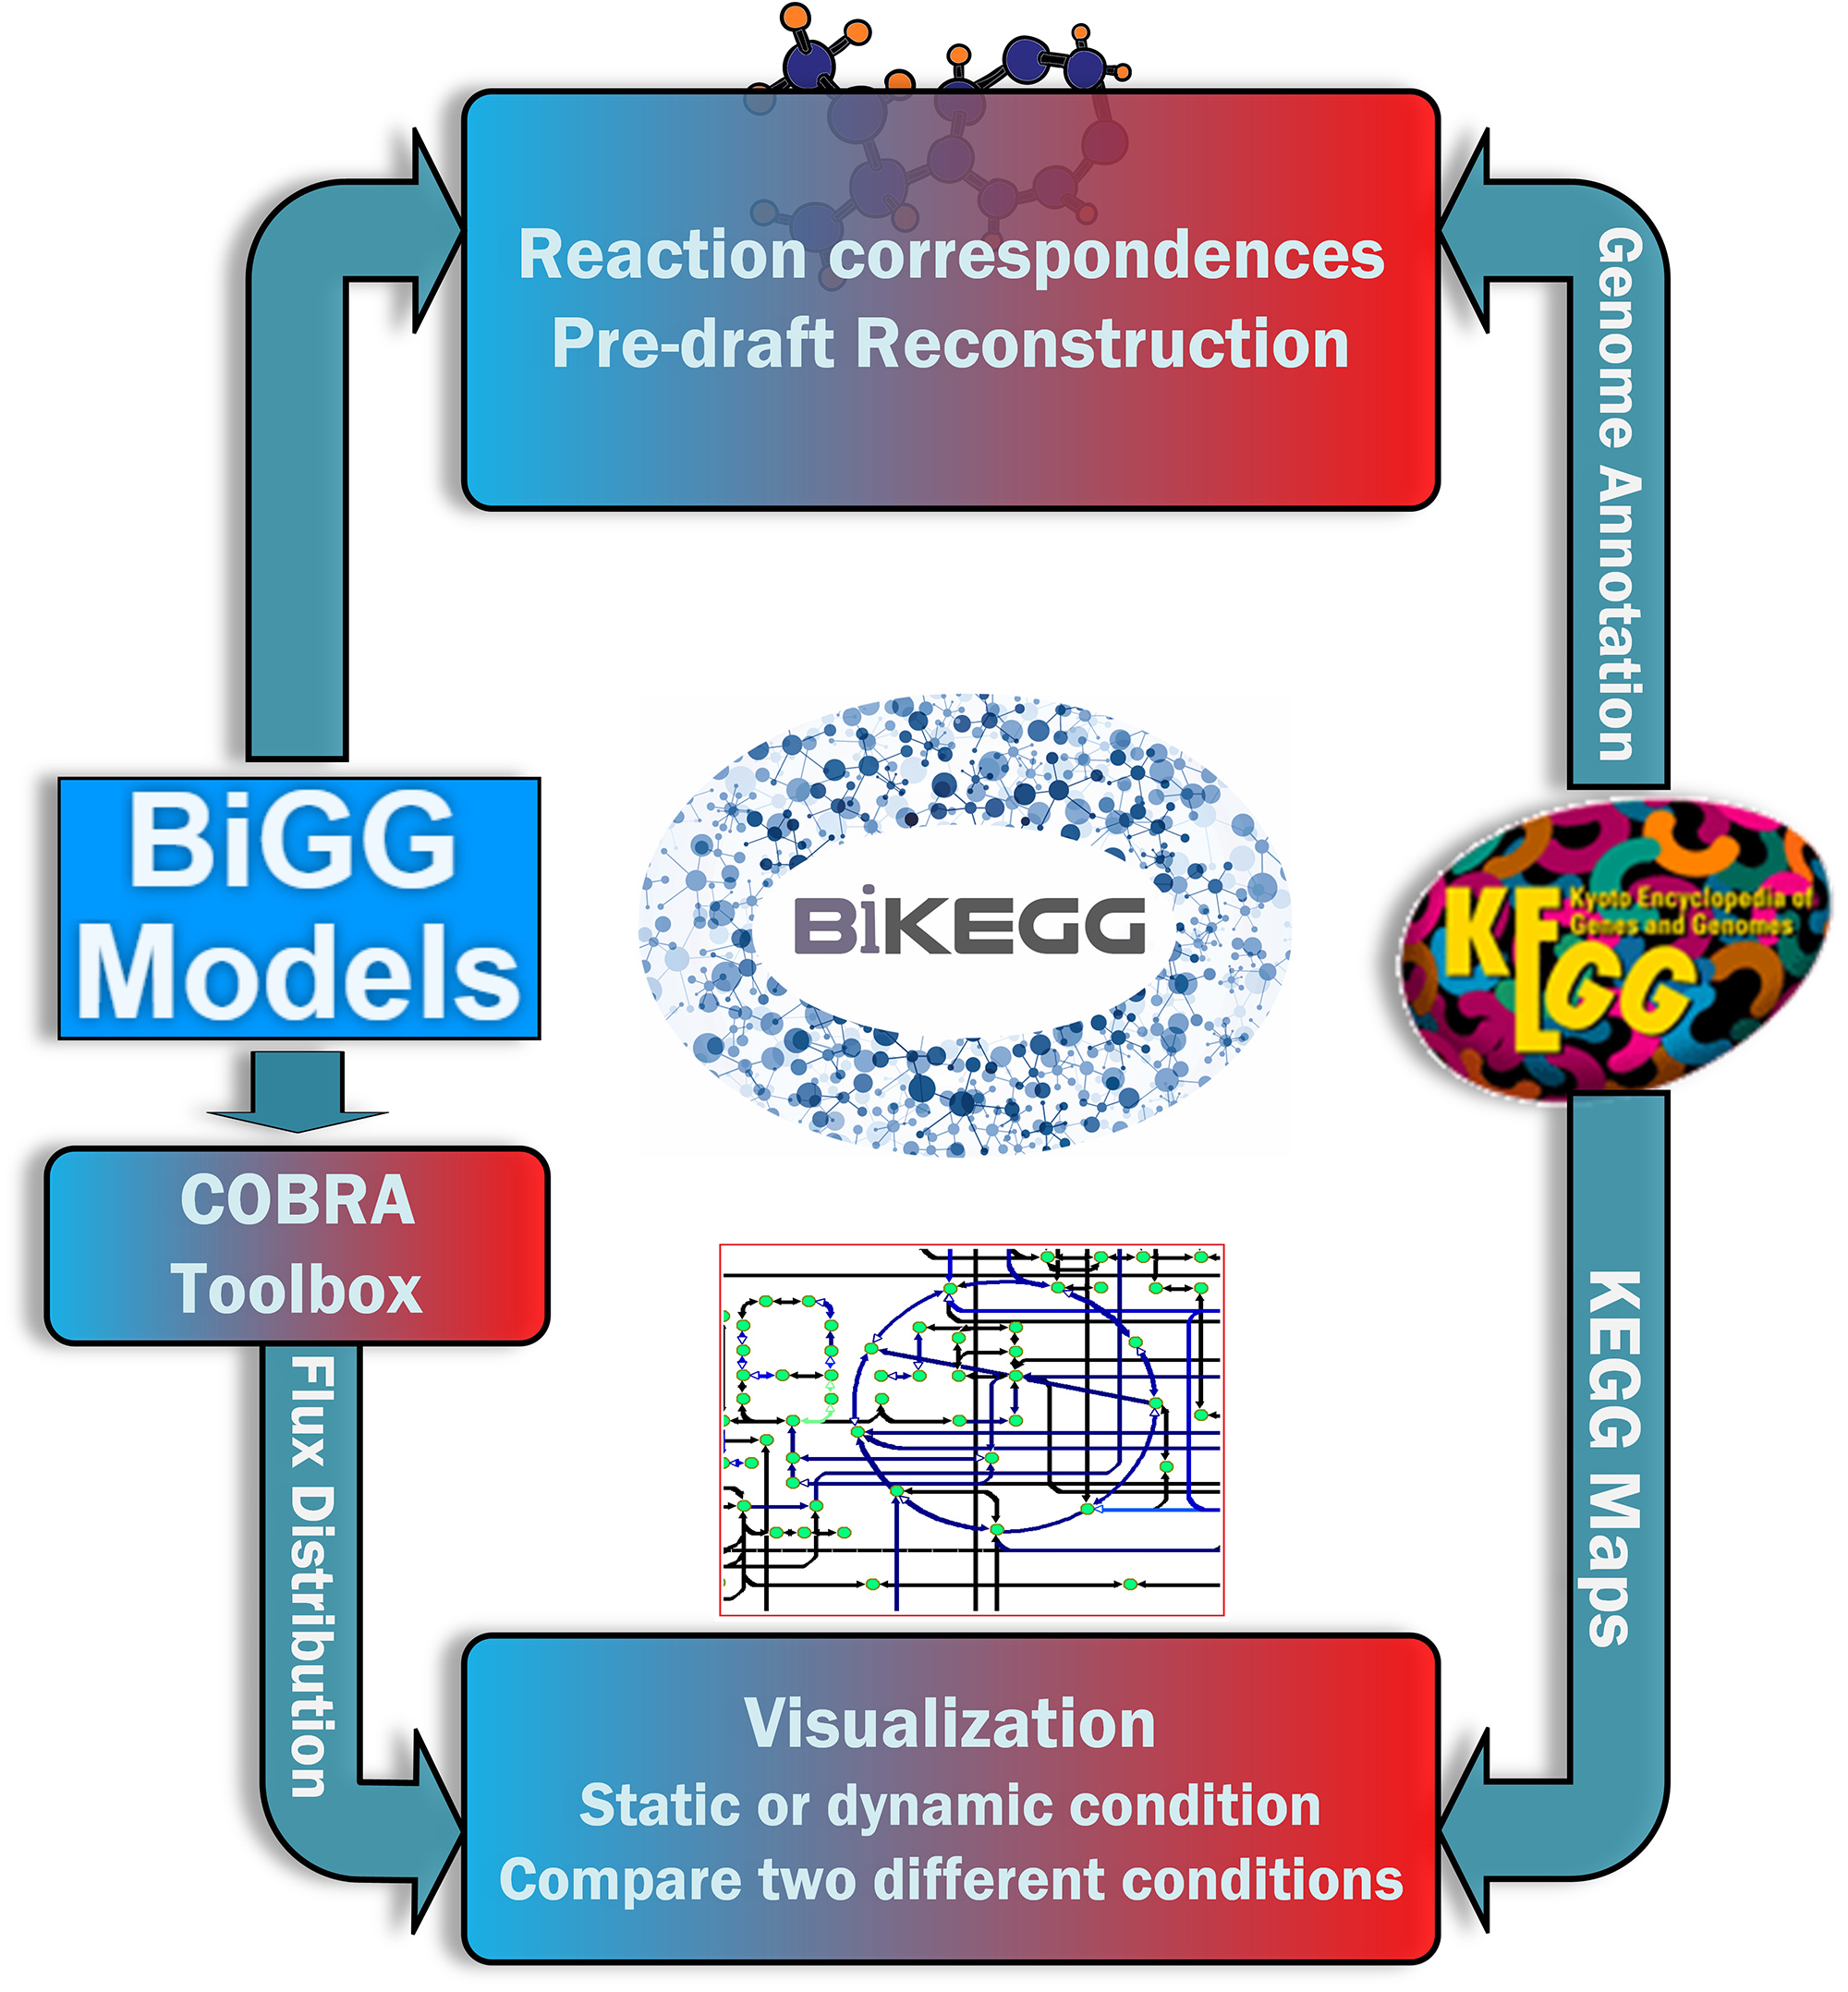 Reaction correspondences
Pre-draft Reconstruction
Genome Annotation
BiGG
Models
BiKEGG
KEGG
Kyoto Encyclopedia of
Genes and Genomes
COBRA
Toolbox
Flux Distribution
KEGG Maps
Visualization
Static or dynamic condition
Compare two different conditions